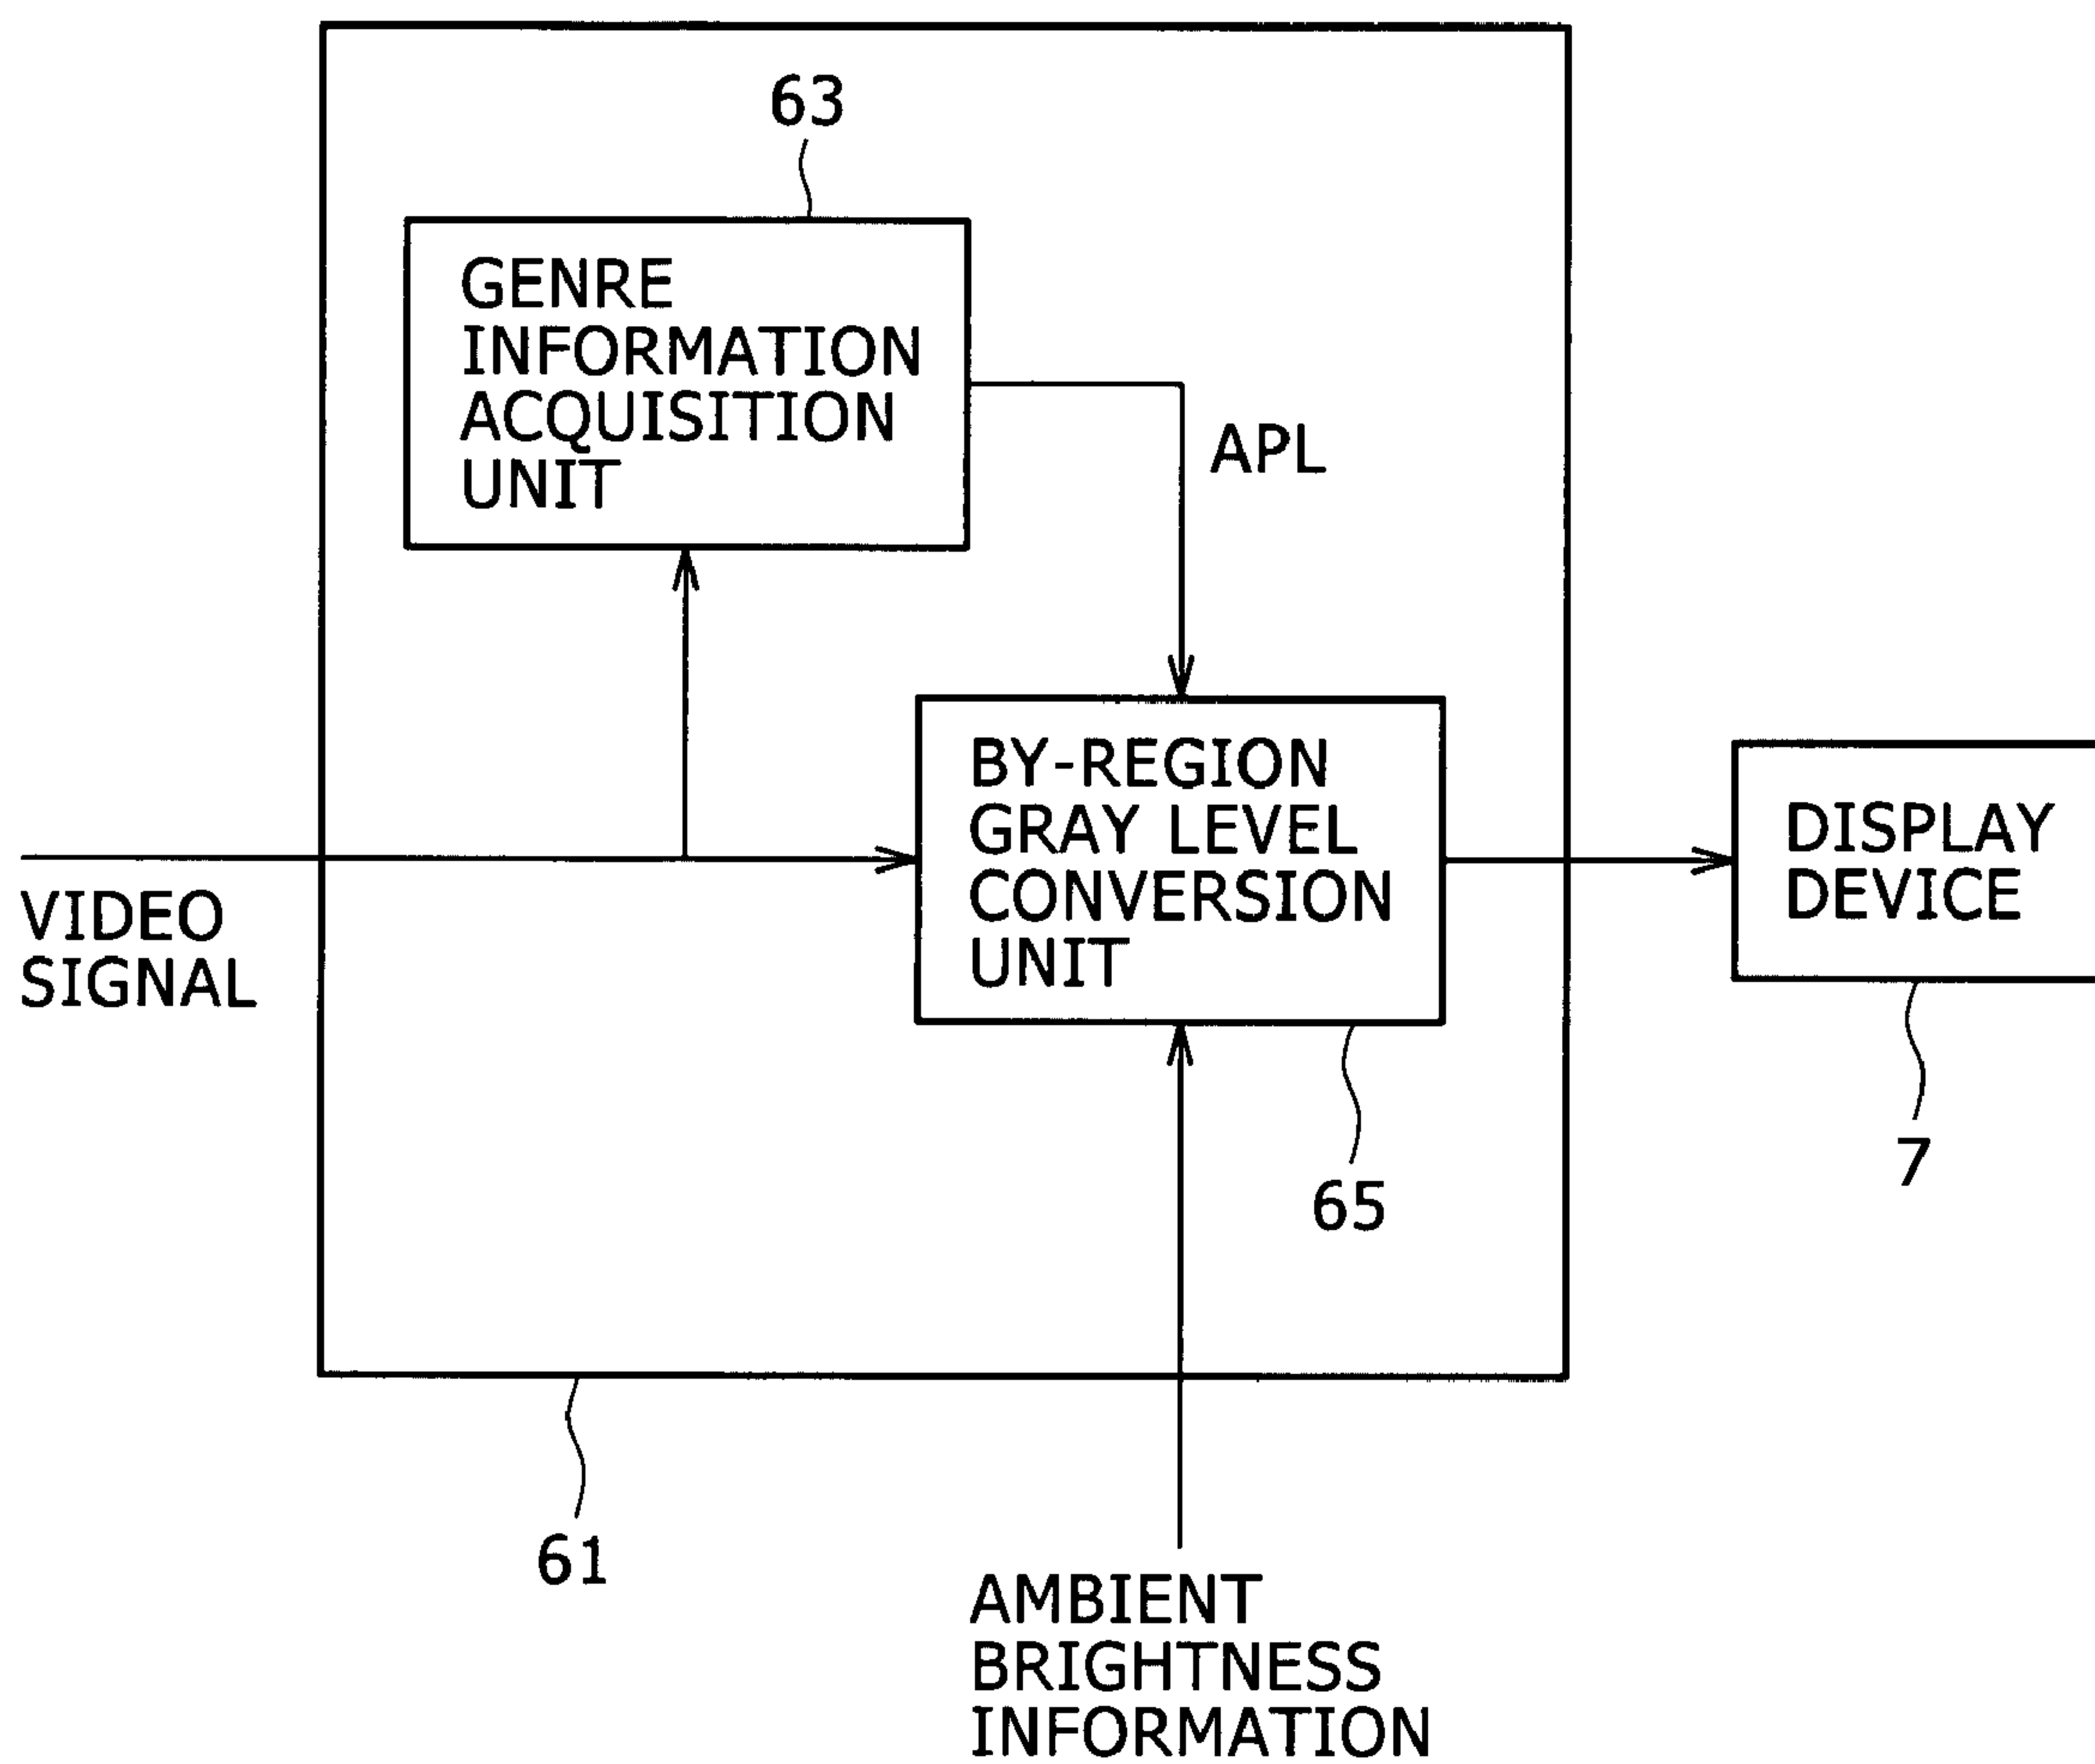 63
GENRE
INFORMATION
ACQUISITION
UNIT
APL
BY-REGION
GRAY LEVEL
CONVERSION
UNIT
DISPLAY
DEVICE
VIDEO
SIGNAL
7
65
61
AMBIENT
BRIGHTNESS
INFORMATION